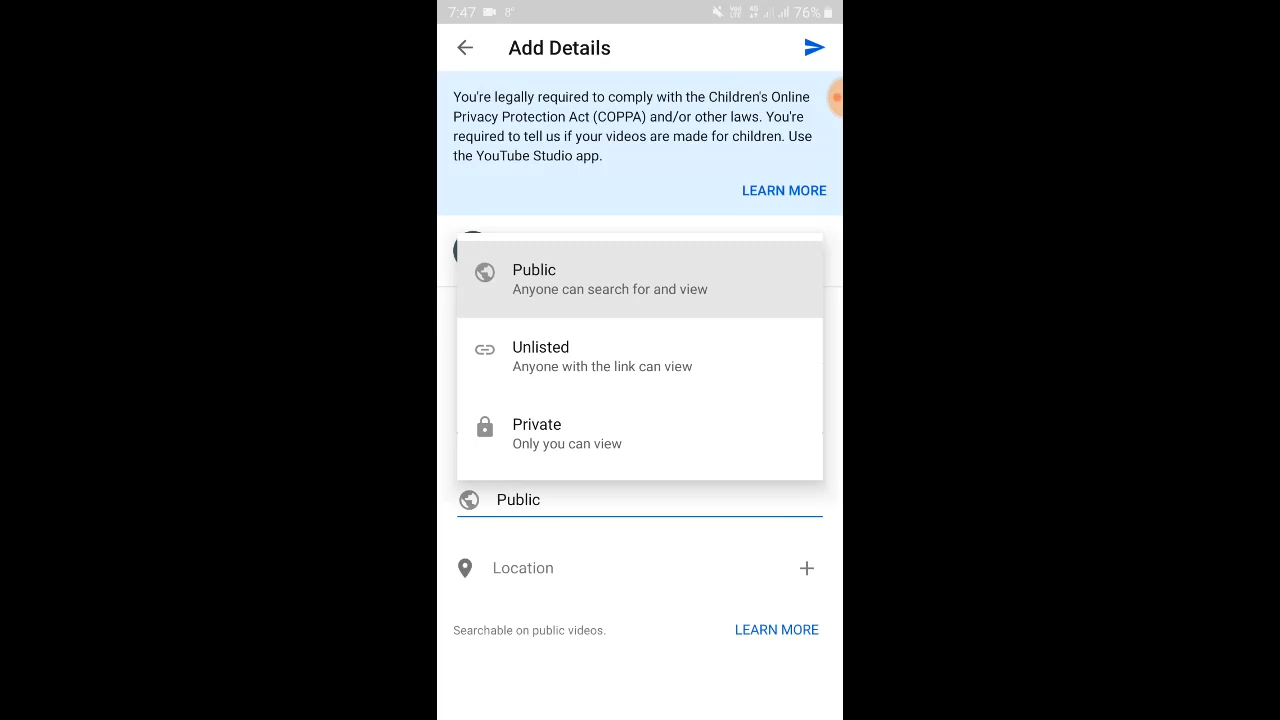 7:47 8° 76%
Add Details
You're legally required to comply with the Children's Online
Privacy Protection Act (COPPA) and/or other laws. You're
required to tell us if your videos are made for children. Use
the YouTube Studio app.
LEARN MORE
Public
Anyone can search for and view
Unlisted
Anyone with the link can view
Private
Only you can view
Public
Location
Searchable on public videos. LEARN MORE